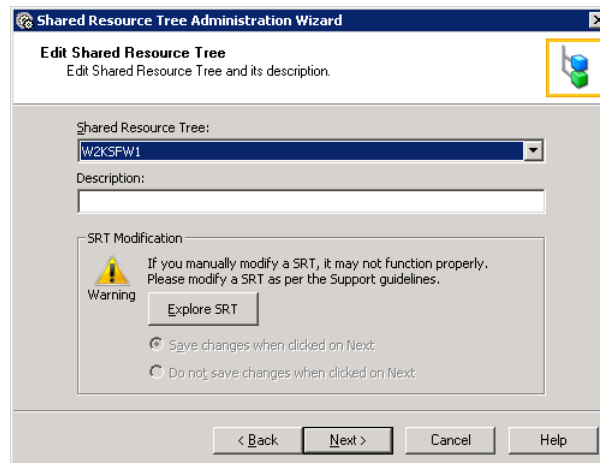 Shared Resource Tree Administration Wizard
Edit Shared Resource Tree
Edit Shared Resource Tree and its description.
Shared Resource Tree:
W2KSFW1
Description:
SRT Modification
If you manually modify a SRT, it may not function properly.
Please modify a SRT as per the Support guidelines.
Warning
Explore SRT
Save changes when clicked on Next
Do not save changes when clicked on Next
< Back
Next >
Cancel
Help